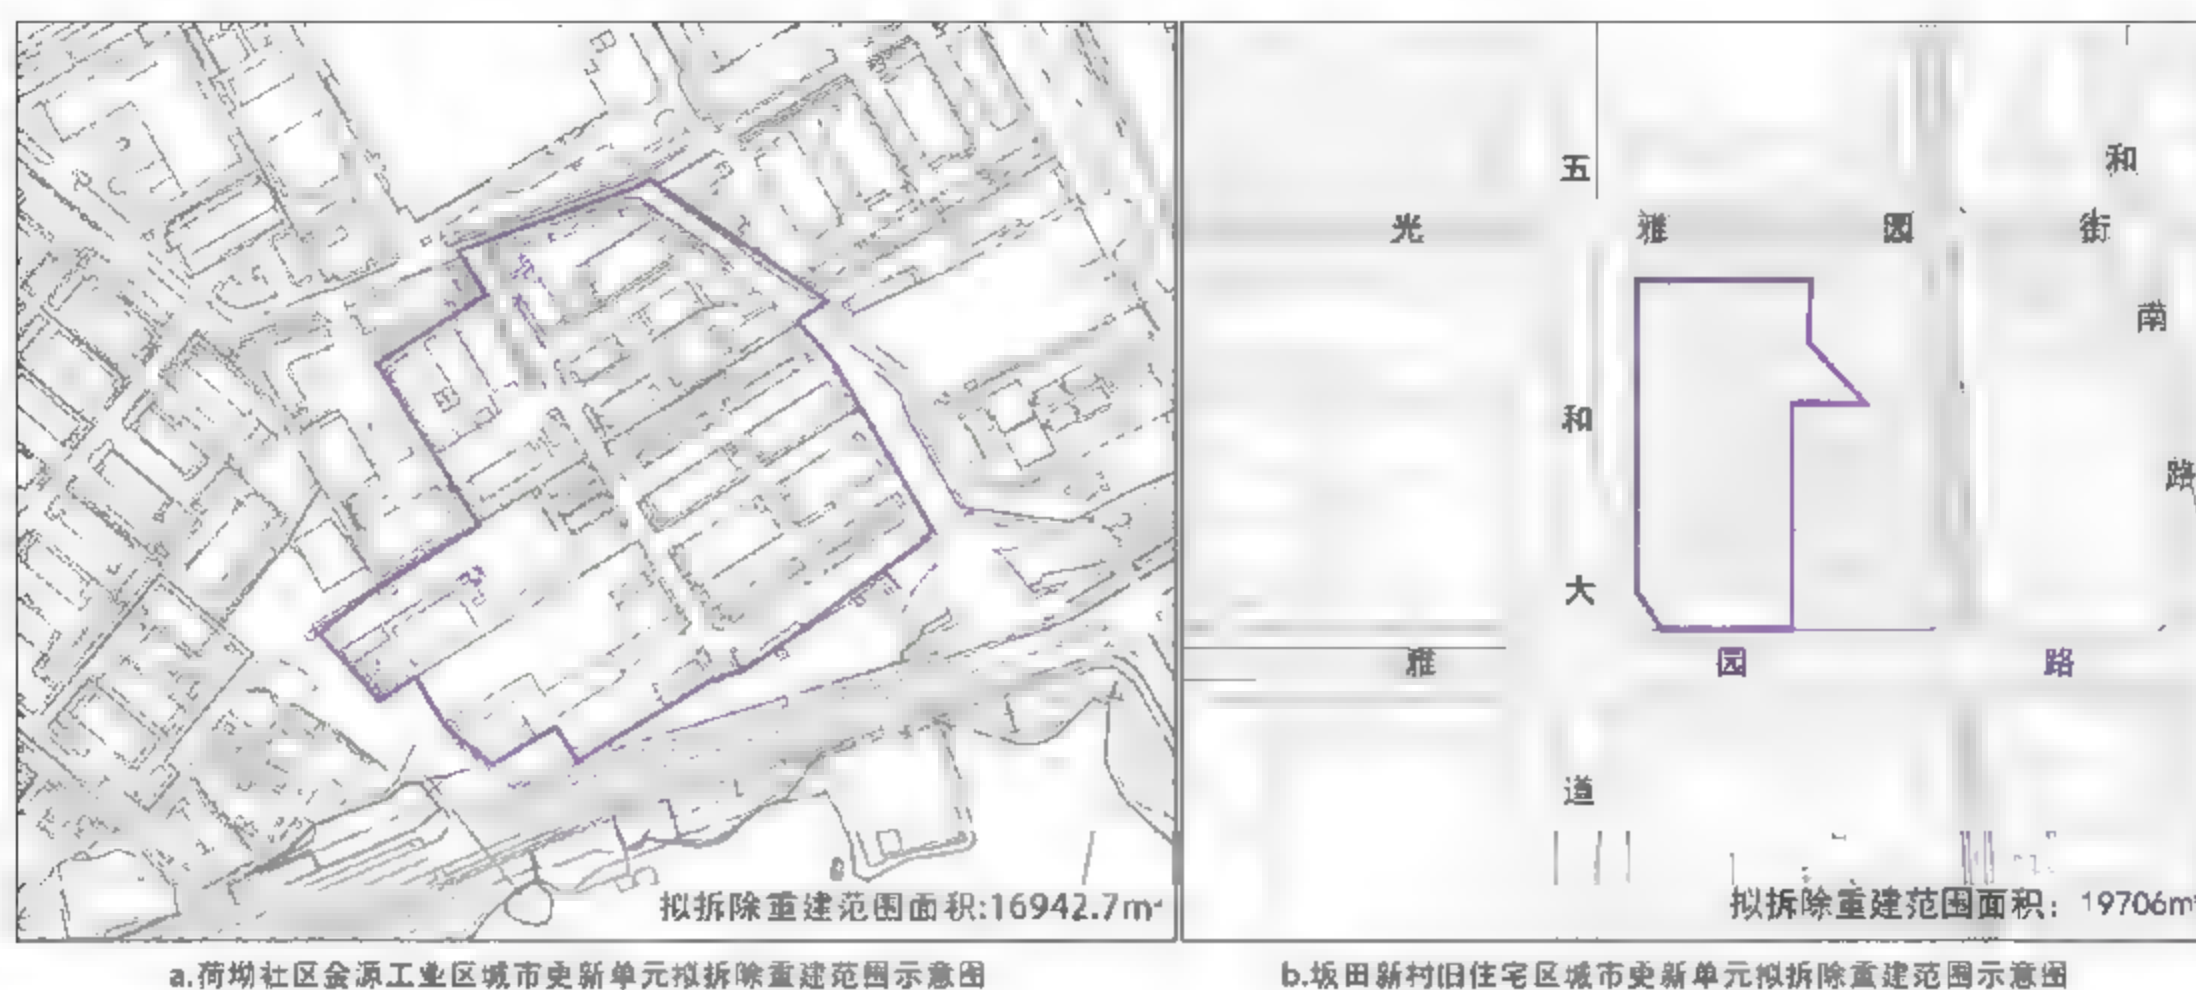 拟拆除重建范围面积:16942.7m²
a.荷坳社区金源工业区城市更新单元拟拆除重建范围示意图
五和大道
光雅园街
和南路
雅园路
拟拆除重建范围面积：19706m²
b.坂田新村旧住宅区城市更新单元拟拆除重建范围示意图